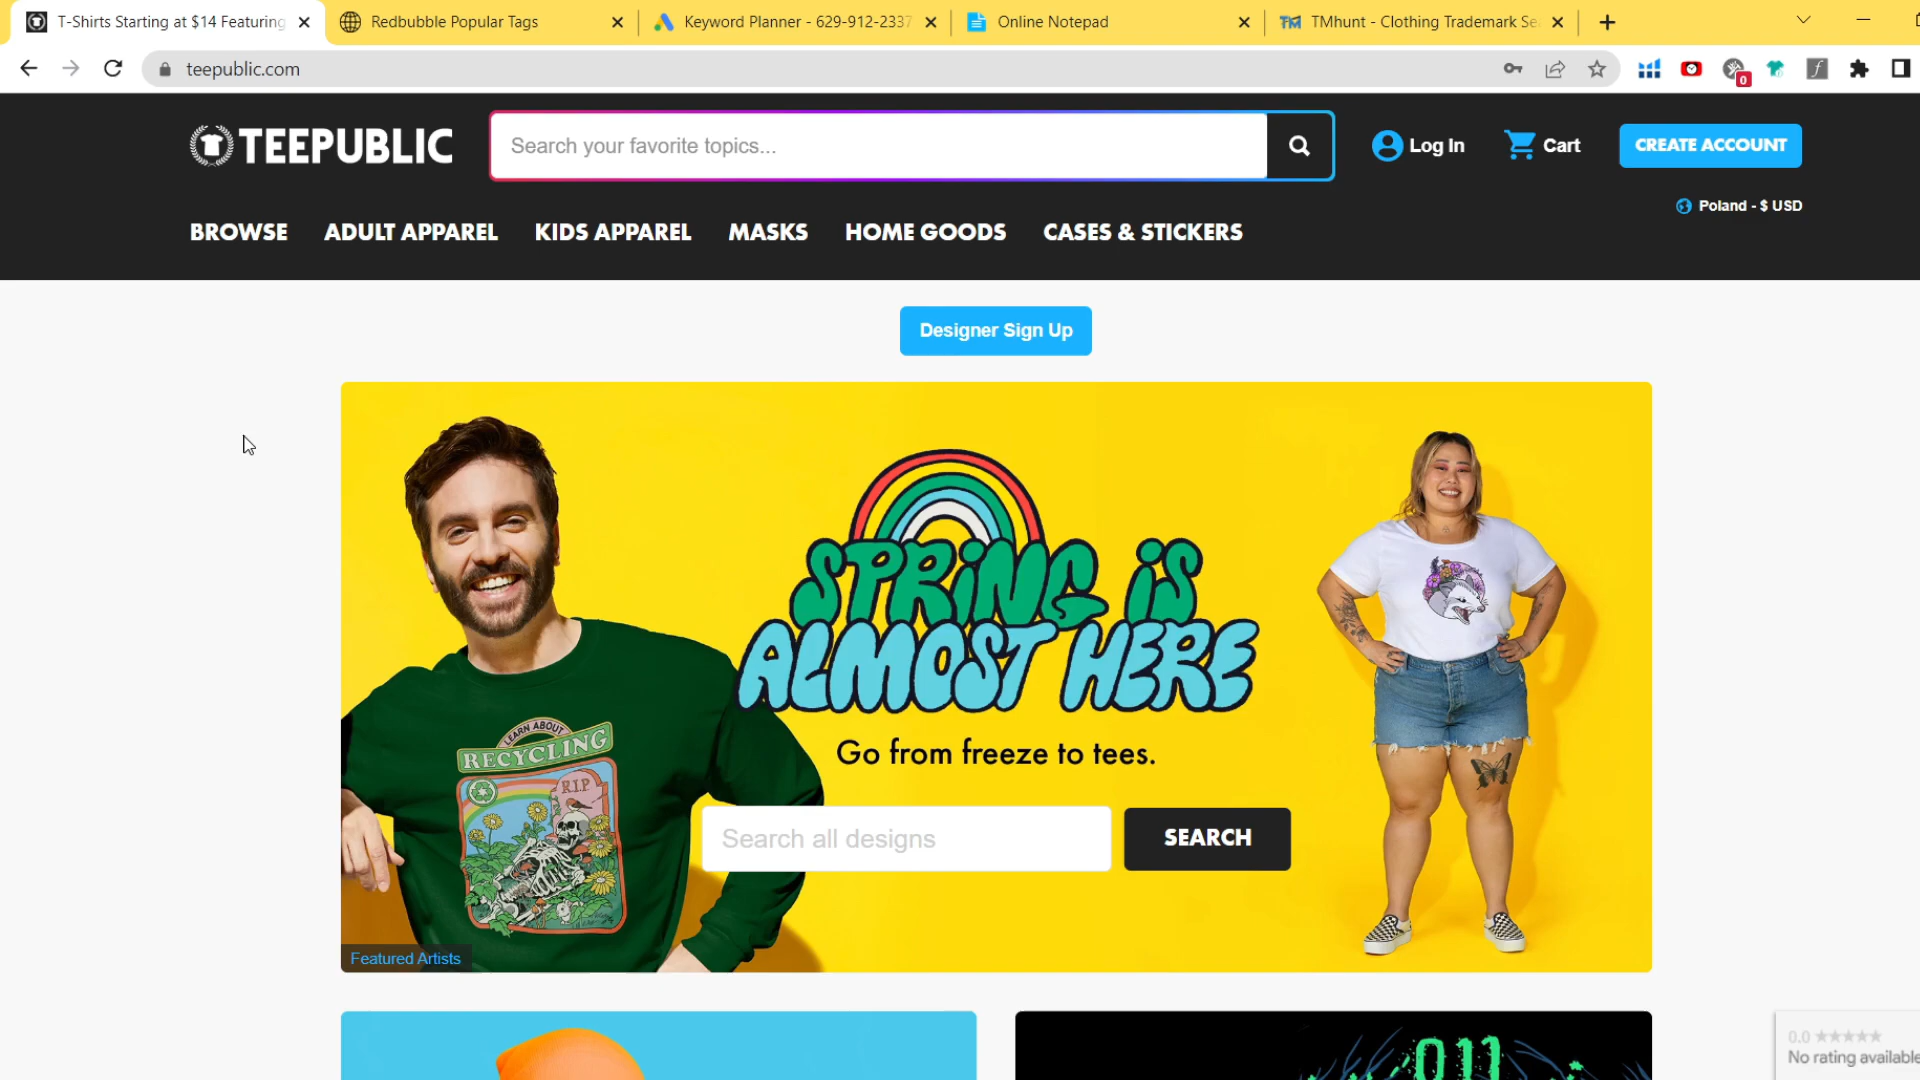 T-Shirts Starting at $14 Featuring
Redbubble Popular Tags
Keyword Planner - 629-912-2337
Online Notepad
TMhunt - Clothing Trademark Se
teepublic.com
0
TEEPUBLIC
Search your favorite topics...
Log In
Cart
CREATE ACCOUNT
Poland - $ USD
BROWSE
ADULT APPAREL
KIDS APPAREL
MASKS
HOME GOODS
CASES & STICKERS
Designer Sign Up
SPRING IS
ALMOST HERE
Go from freeze to tees.
Search all designs
SEARCH
LEARN ABOUT
RECYCLING
R.I.P
Featured Artists
0.0
No rating available